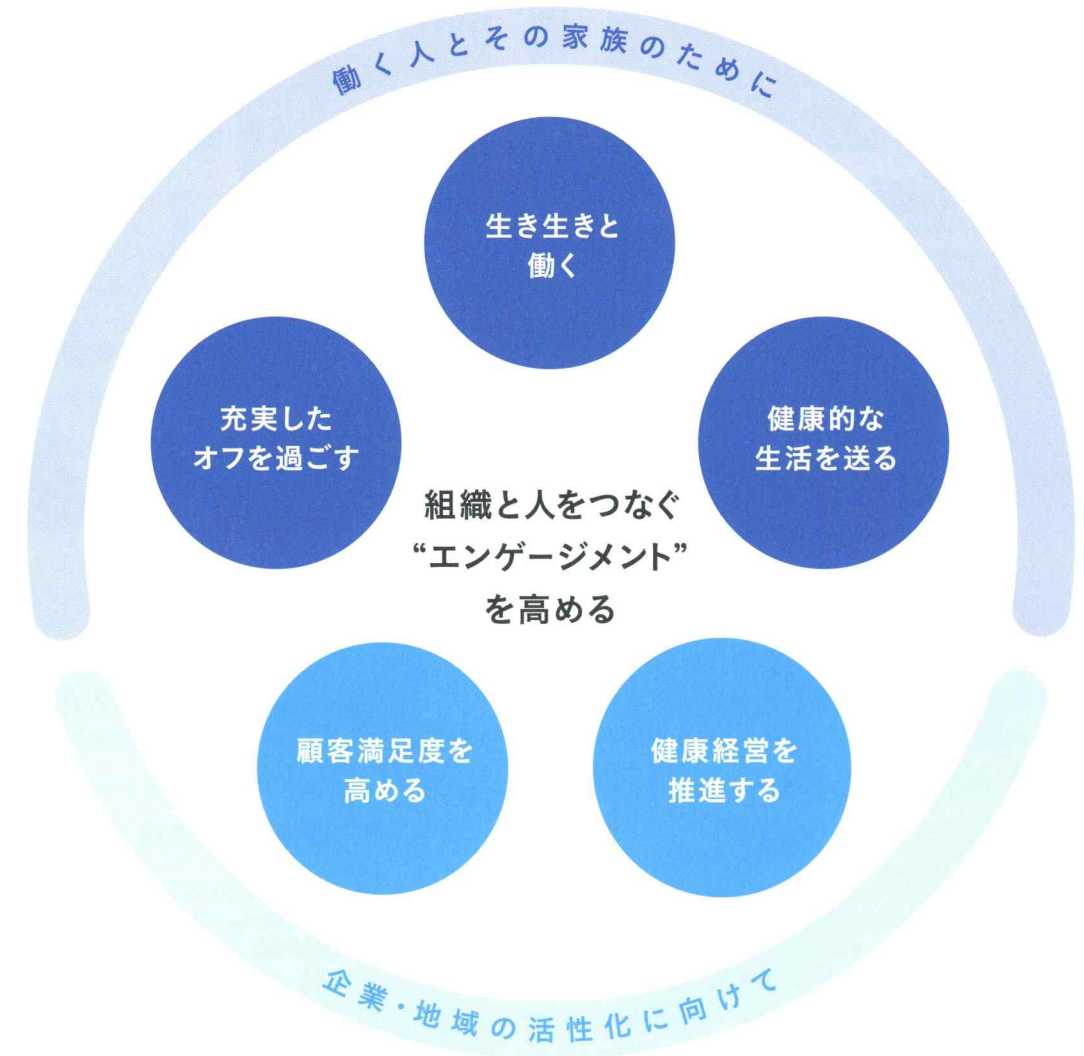 働く人とその家族のために
生き生きと
働く
充実した
オフを過ごす
健康的な
生活を送る
組織と人をつなぐ
“エンゲージメント”
を高める
顧客満足度を
高める
健康経営を
推進する
企業・地域の活性化に向けて